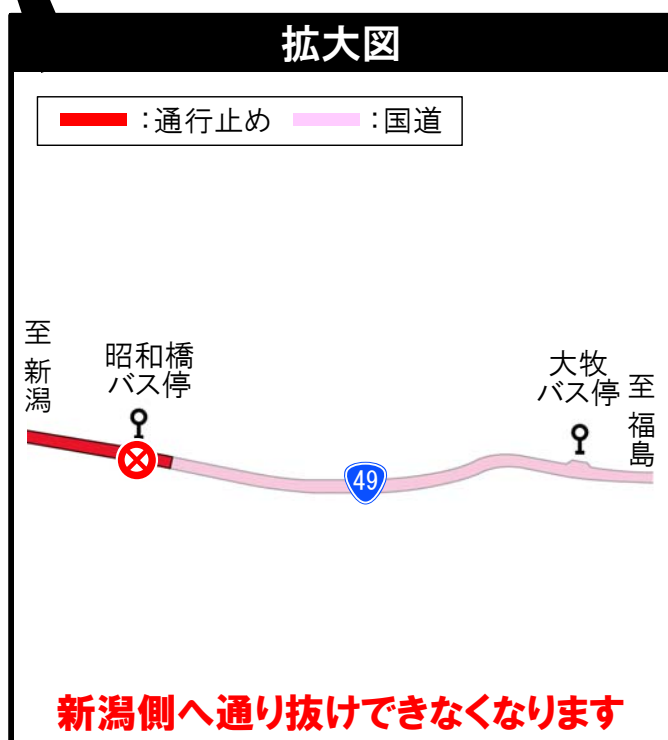 拡大図
:通行止め
:国道
至新潟
昭和橋
バス停
大牧
バス停
至福島
49
新潟側へ通り抜けできなくなります